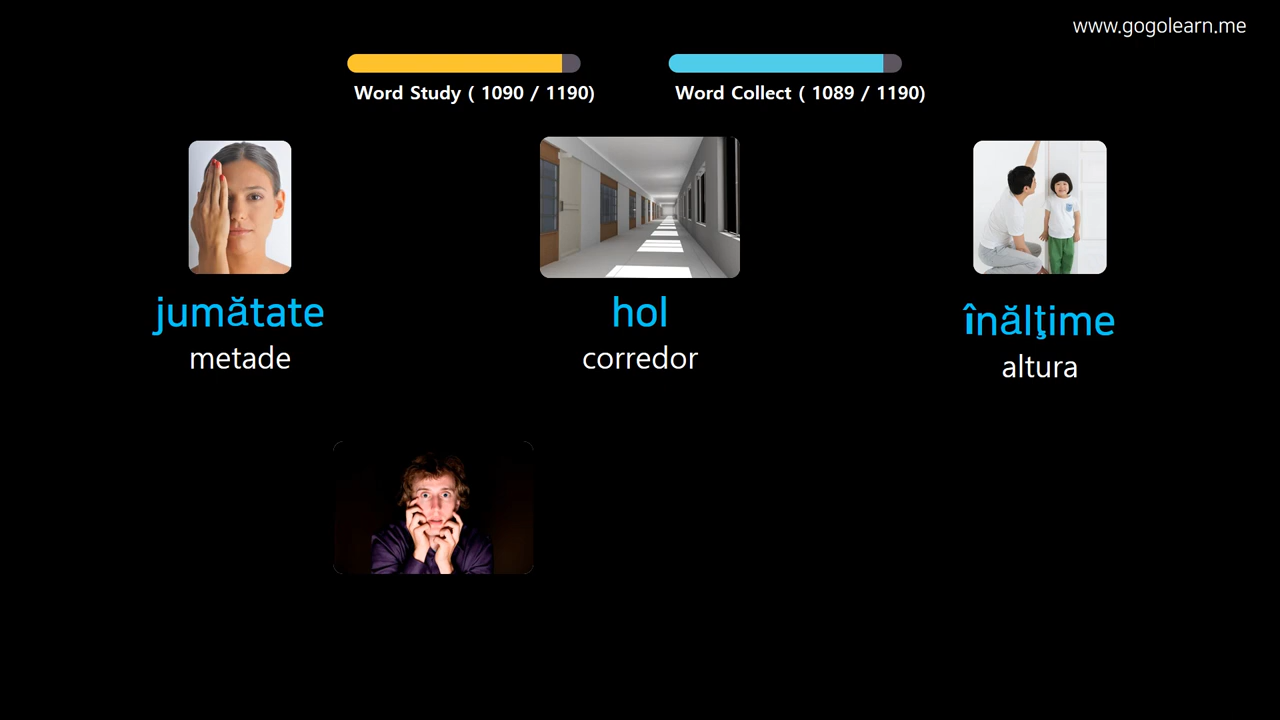 www.gogolearn.me
Word Study ( 1090 / 1190)
Word Collect ( 1089 / 1190)
jumătate
metade
hol
corredor
înălţime
altura